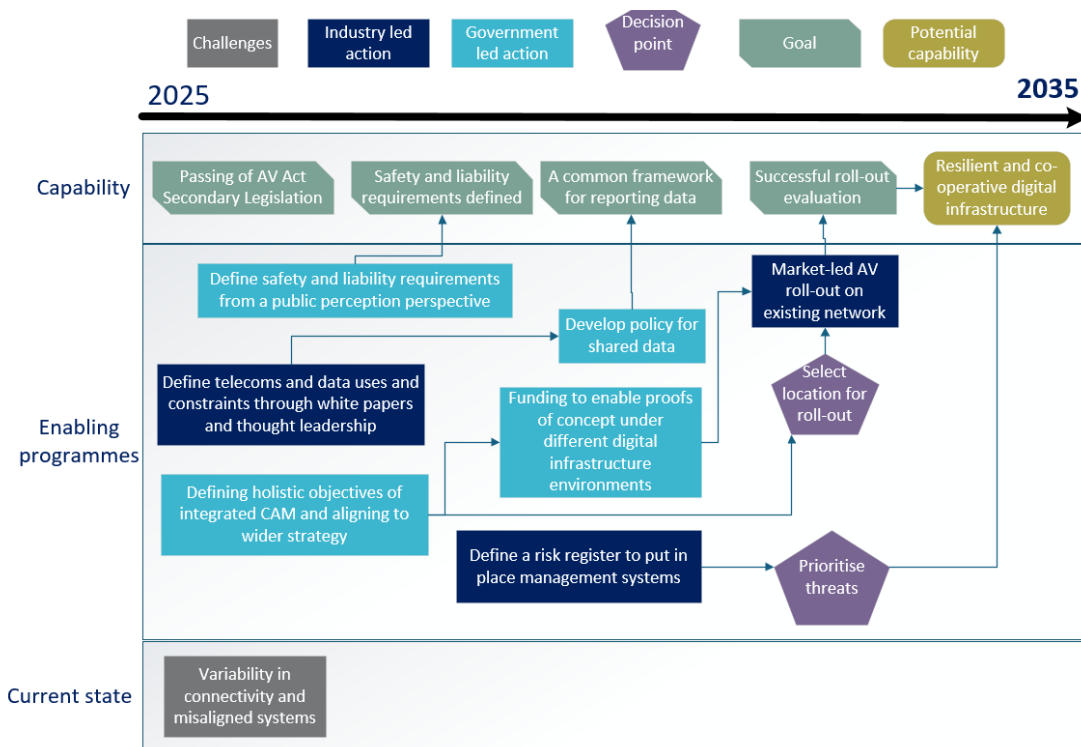 Challenges
Industry led
action
Government
led action
Decision
point
Goal
Potential
capability
2025
2035
Capability
Passing of AV Act
Secondary Legislation
Safety and liability
requirements defined
A common framework
for reporting data
Successful roll-out
evaluation
Resilient and co-
operative digital
infrastructure
Enabling
programmes
Define safety and liability requirements
from a public perception perspective
Market-led AV
roll-out on
existing network
Develop policy for
shared data
Define telecoms and data uses and
constraints through white papers
and thought leadership
Select
location for
roll-out
Funding to enable proofs
of concept under
different digital
infrastructure
environments
Defining holistic objectives of
integrated CAM and aligning to
wider strategy
Define a risk register to put in
place management systems
Prioritise
threats
Current state
Variability in
connectivity and
misaligned systems